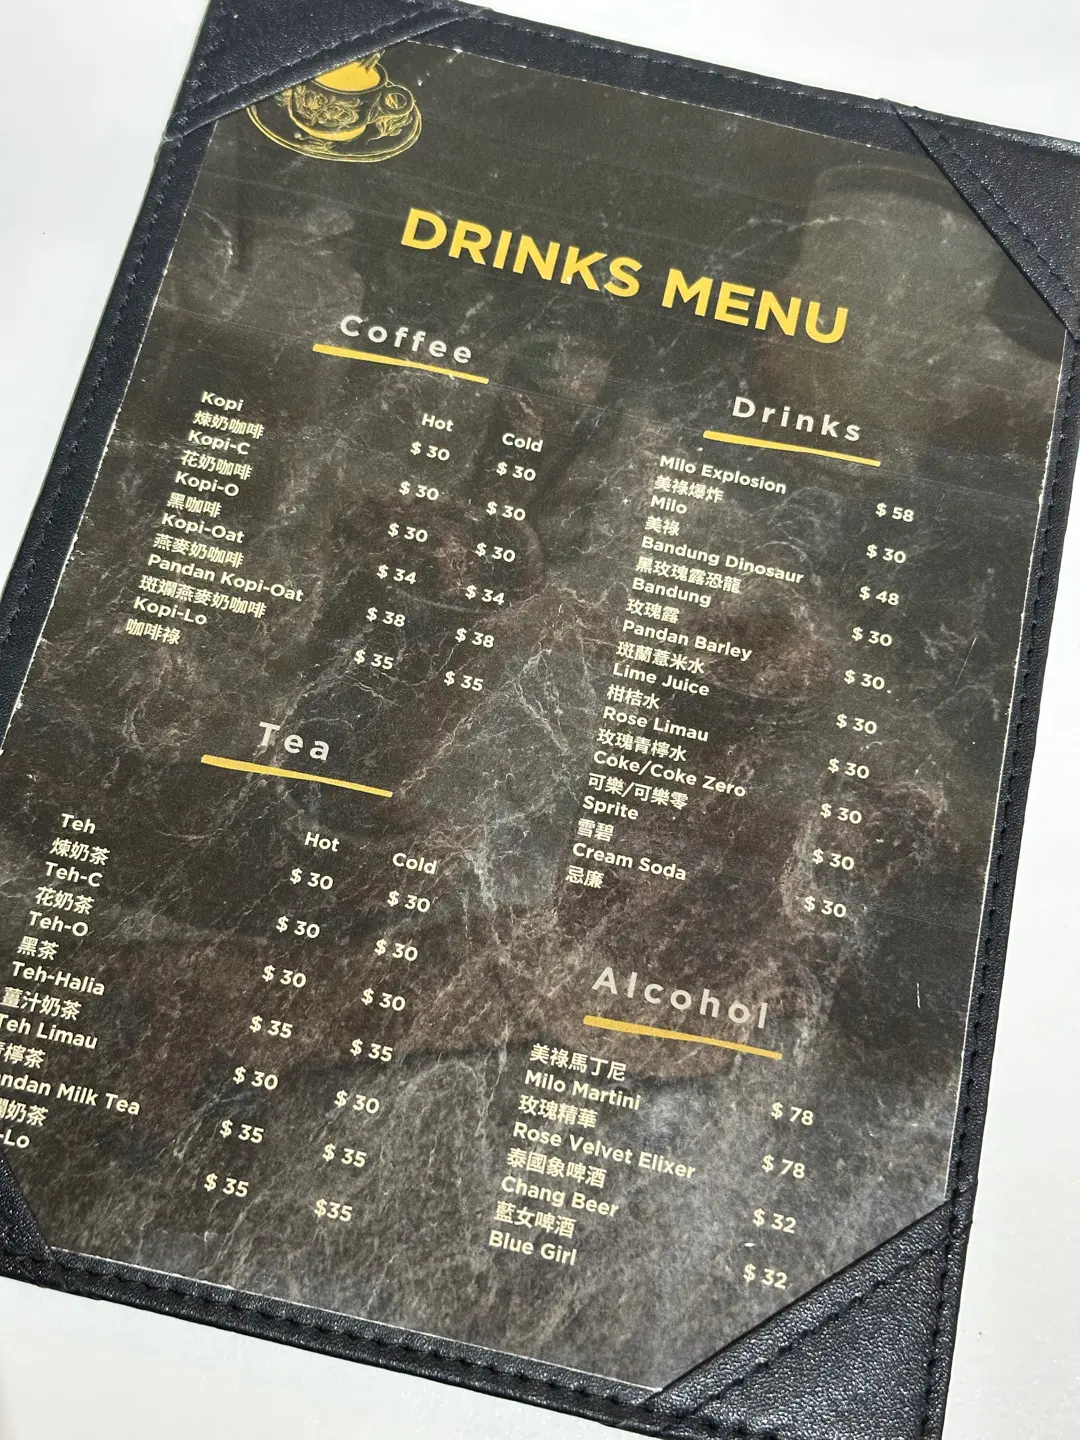 DRINKS MENU
Coffee
Hot Cold
Kopi $ 30 $ 30
煉奶咖啡
Kopi-C $ 30 $ 30
花奶咖啡
Kopi-O $ 30 $ 30
黑咖啡
Kopi-Oat $ 34 $ 34
燕麥奶咖啡
Pandan Kopi-Oat $ 38 $ 38
斑斕燕麥奶咖啡
Kopi-Lo $ 35 $ 35
咖啡祿
Tea
Hot Cold
Teh $ 30 $ 30
煉奶茶
Teh-C $ 30 $ 30
花奶茶
Teh-O $ 30 $ 30
黑茶
Teh-Halia $ 35 $ 35
薑汁奶茶
Teh Limau $ 30 $ 30
檸茶
ndan Milk Tea $ 35 $ 35
奶茶
-Lo $ 35 $35
Drinks
Milo Explosion $ 58
美祿爆炸
Milo $ 30
美祿
Bandung Dinosaur $ 48
黑玫瑰露恐龍
Bandung $ 30
玫瑰露
Pandan Barley $ 30
斑蘭薏米水
Lime Juice $ 30
柑桔水
Rose Limau $ 30
玫瑰青檸水
Coke/Coke Zero $ 30
可樂/可樂零
Sprite $ 30
雪碧
Cream Soda $ 30
忌廉
Alcohol
美祿馬丁尼
Milo Martini $ 78
玫瑰精華
Rose Velvet Elixer $ 78
泰國象啤酒
Chang Beer $ 32
藍女啤酒
Blue Girl $ 32